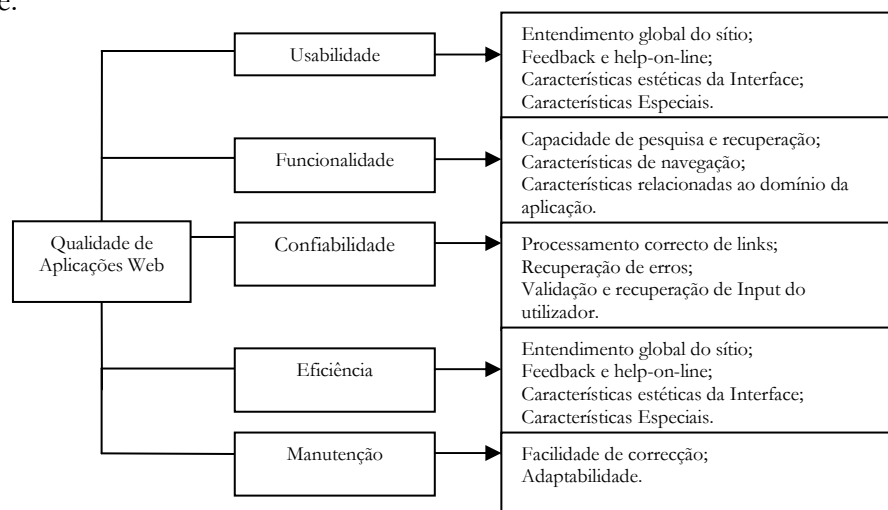 e.
Usabilidade
Entendimento global do sítio;
Feedback e help-on-line;
Características estéticas da Interface;
Características Especiais.
Funcionalidade
Capacidade de pesquisa e recuperação;
Características de navegação;
Características relacionadas ao domínio da
aplicação.
Qualidade de
Aplicações Web
Confiabilidade
Processamento correcto de links;
Recuperação de erros;
Validação e recuperação de Input do
utilizador.
Eficiência
Entendimento global do sítio;
Feedback e help-on-line;
Características estéticas da Interface;
Características Especiais.
Manutenção
Facilidade de correcção;
Adaptabilidade.